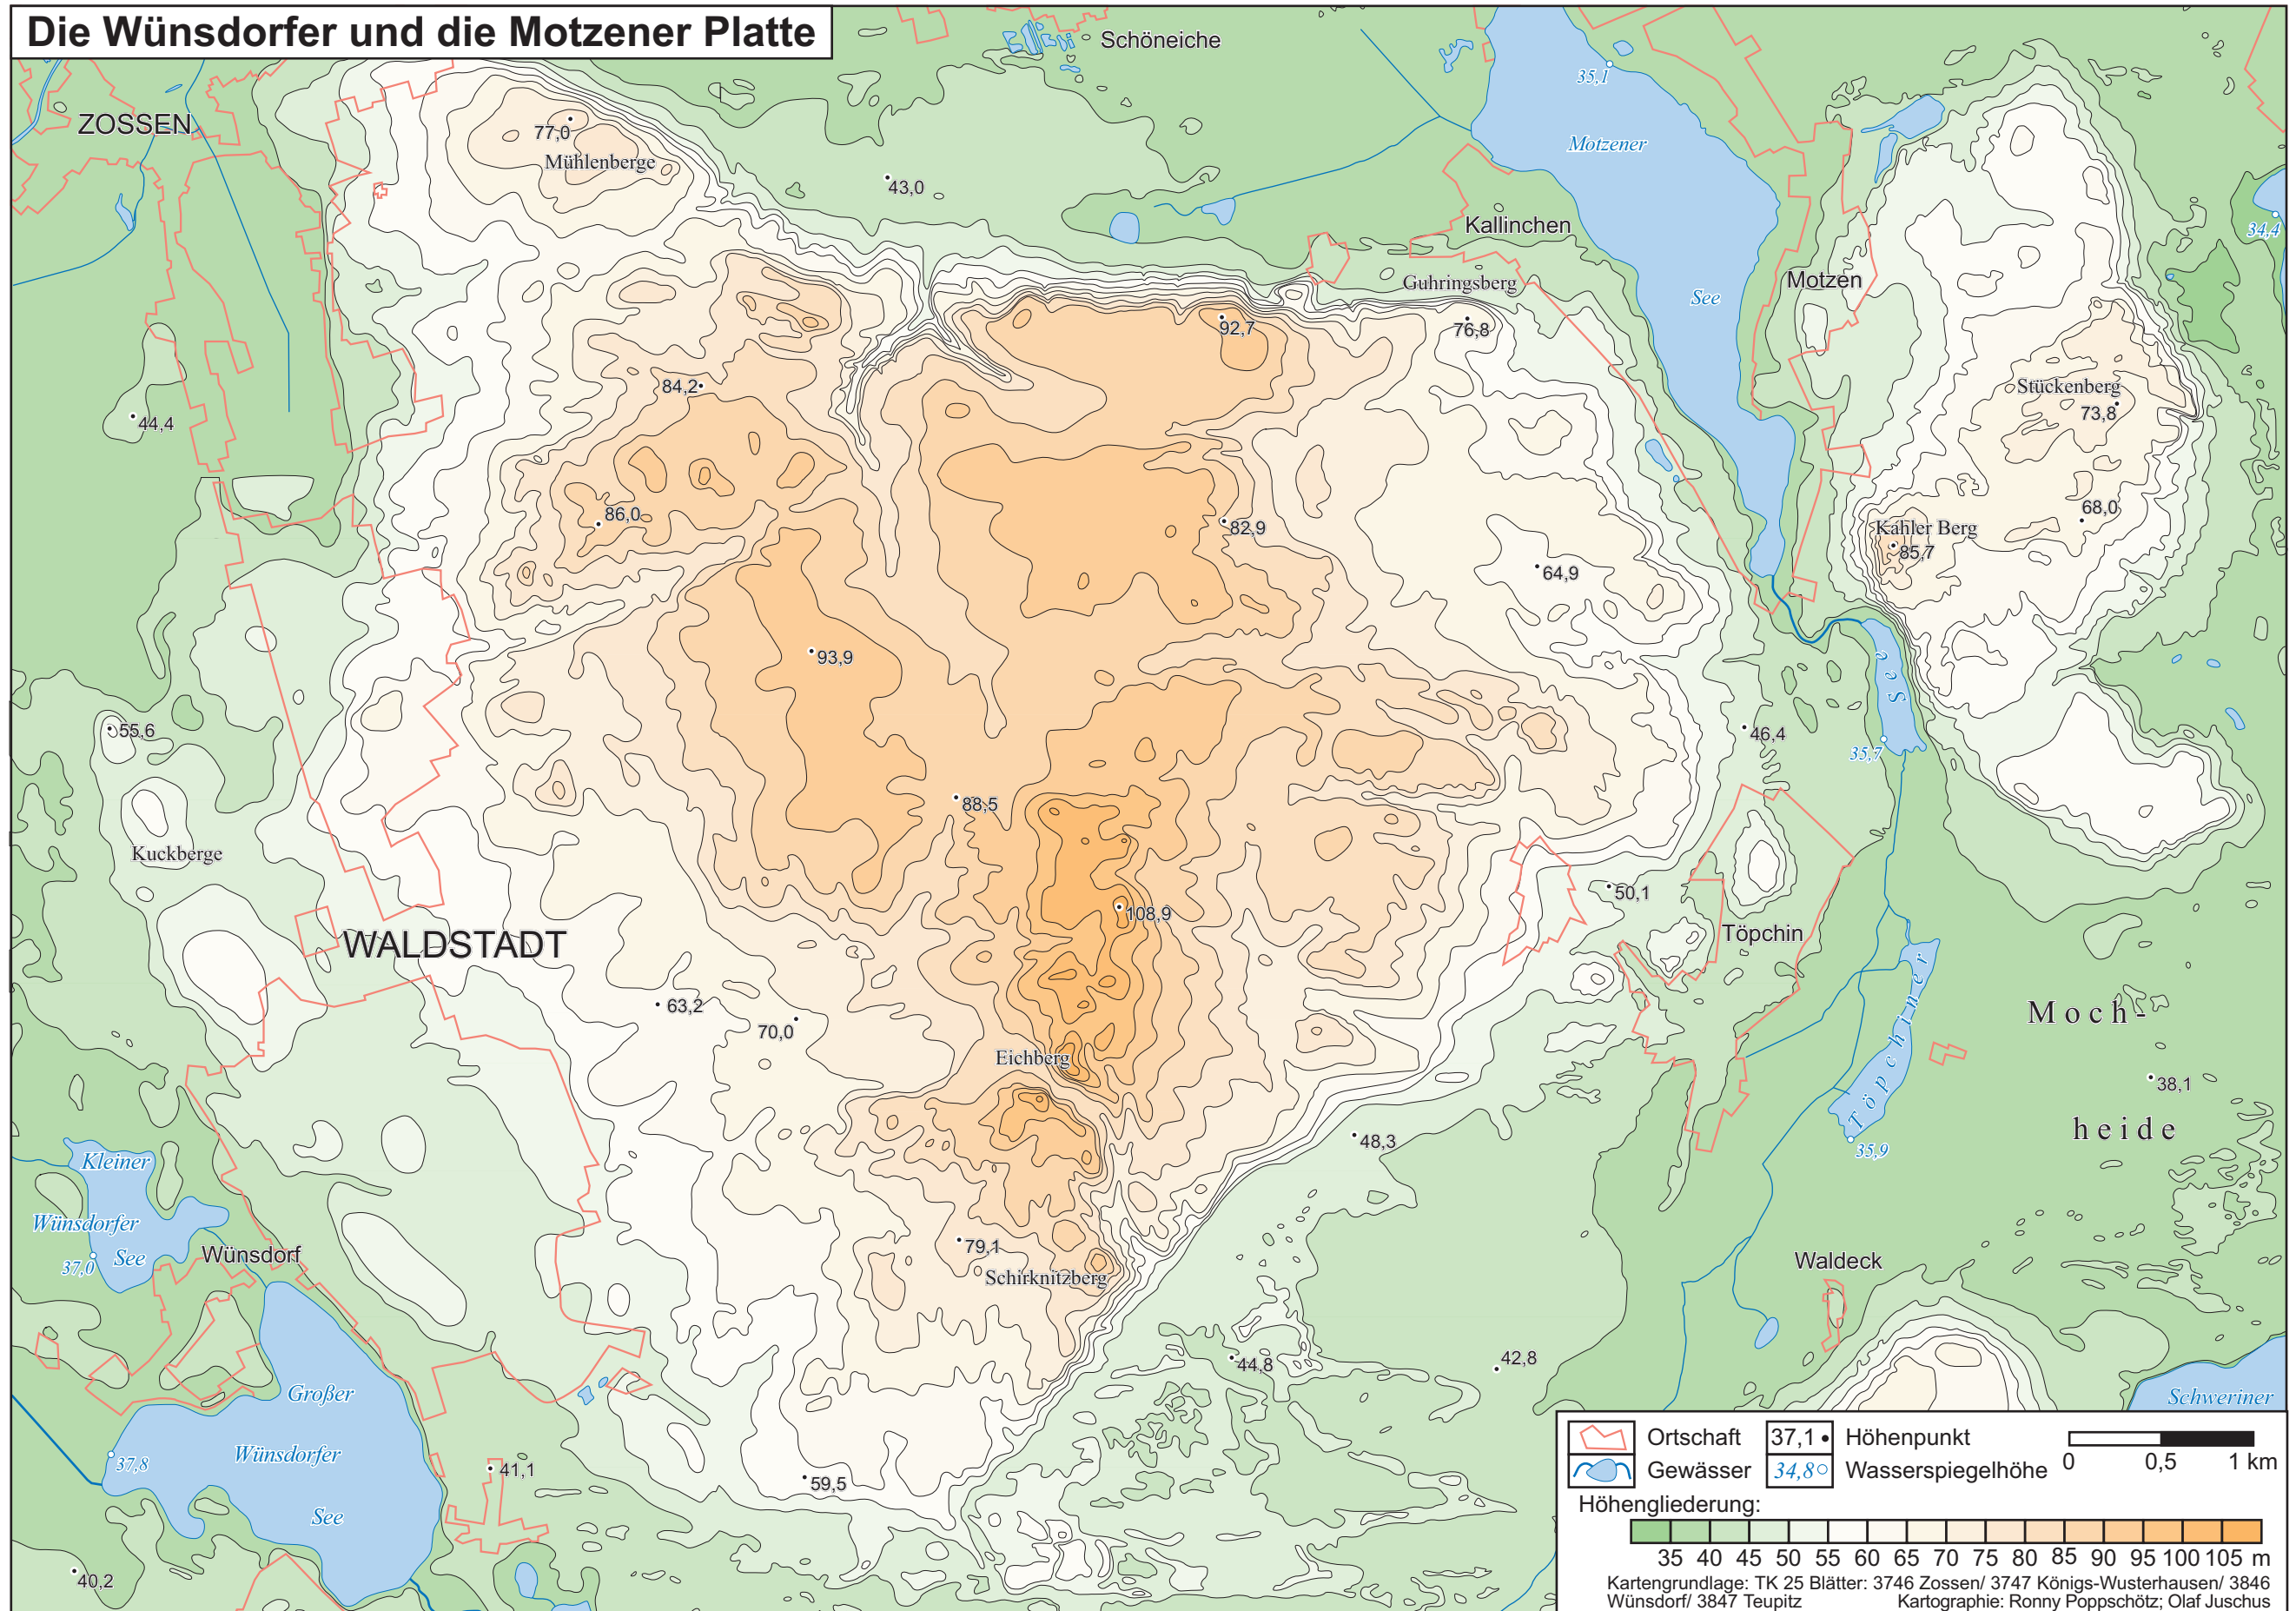 Die Wünsdorfer und die Motzener Platte
Schöneiche
35,1
ZOSSEN
77,0
Mühlenberge
Motzener
43,0
Kallinchen
34,4
Motzen
Guhringsberg
See
92,7
76,8
84,2
Stückenberg
73,8
44,4
86,0
82,9
68,0
Kahler Berg
85,7
64,9
93,9
See
55,6
46,4
35,7
88,5
Kuckberge
50,1
108,9
Töpchin
WALDSTADT
63,2
70,0
Moch-
Töpchiner
Eichberg
38,1
heide
48,3
35,9
Kleiner
Wünsdorfer
See
37,0
Wünsdorf
79,1
Schirknitzberg
Waldeck
44,8
42,8
Großer
Schweriner
Wünsdorfer
37,8
See
41,1
59,5
40,2
Ortschaft
37,1
Höhenpunkt
Gewässer
34,8
Wasserspiegelhöhe
0 0,5 1 km
Höhengliederung:
35 40 45 50 55 60 65 70 75 80 85 90 95 100 105 m
Kartengrundlage: TK 25 Blätter: 3746 Zossen/ 3747 Königs-Wusterhausen/ 3846
Wünsdorf/ 3847 Teupitz Kartographie: Ronny Poppschötz; Olaf Juschus